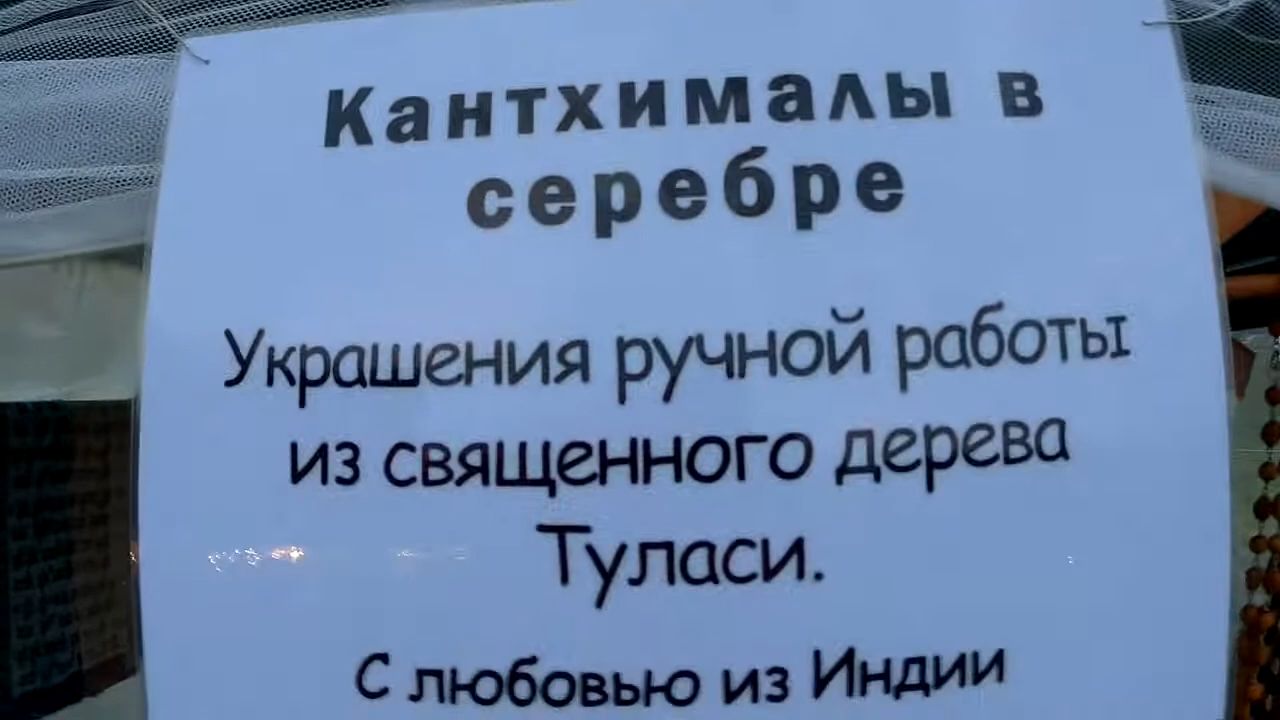 Кантхималы в
серебре
Украшения ручной работы
из священного дерева
Туласи.
С любовью из Индии